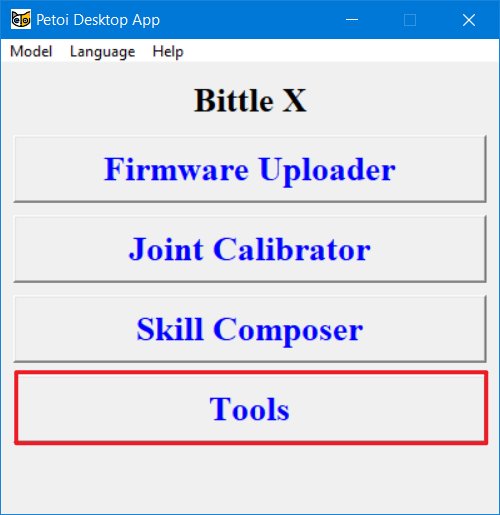 Petoi Desktop App
Model Language Help
Bittle X
Firmware Uploader
Joint Calibrator
Skill Composer
Tools